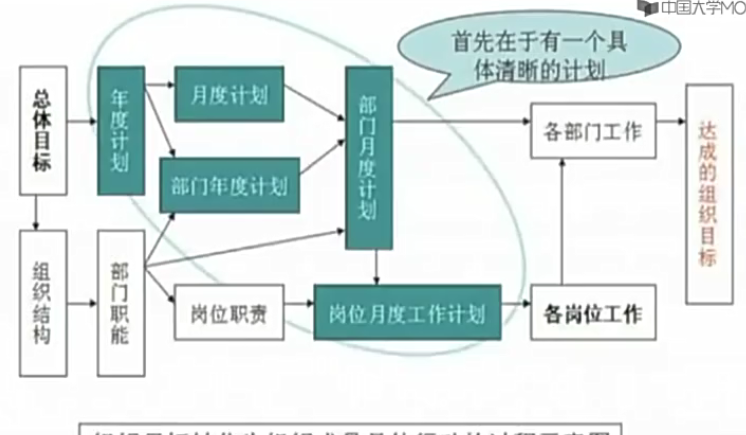 中国大学MO
首先在于有一个具
体清晰的计划
总体目标
年度计划
月度计划
部门年度计划
部门月度计划
各部门工作
达成的组织目标
组织结构
部门职能
岗位职责
岗位月度工作计划
各岗位工作